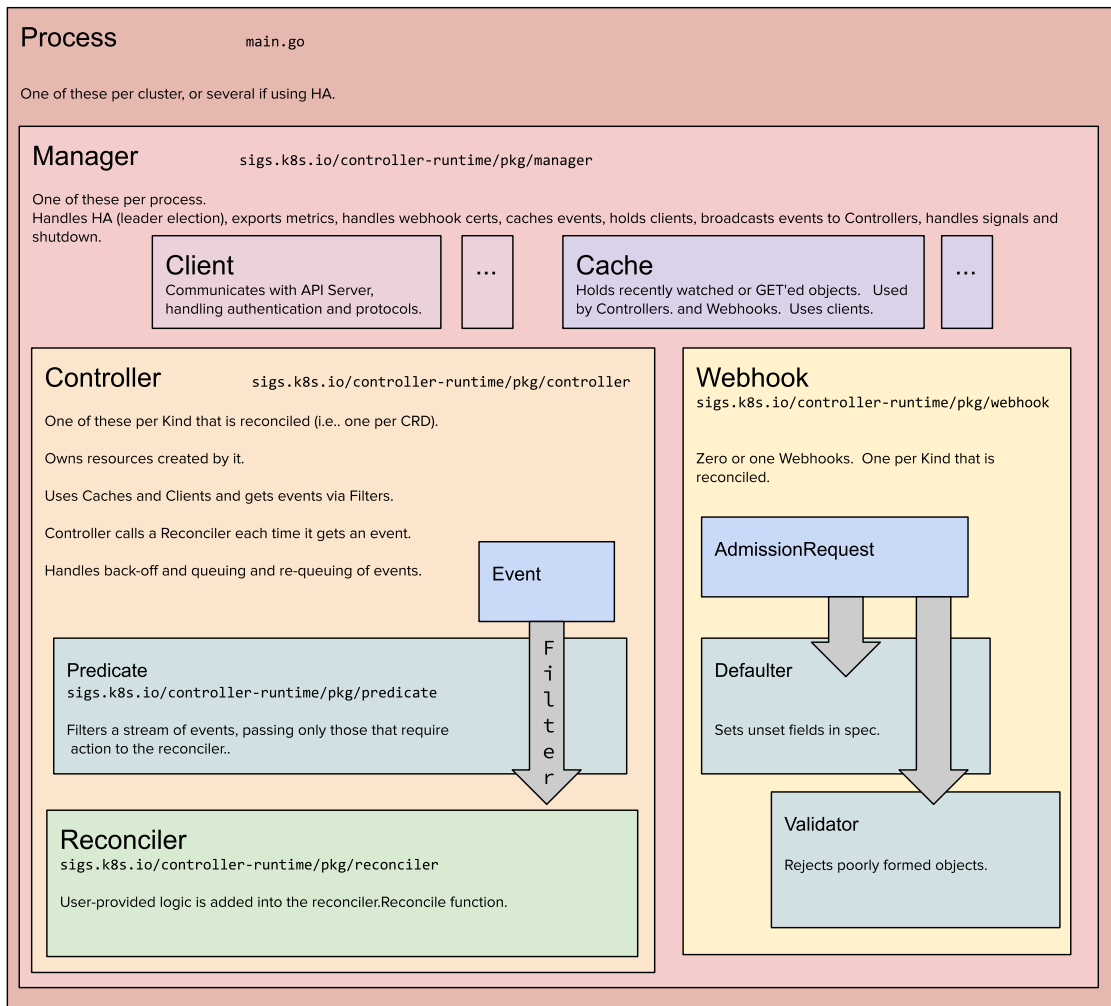 Process
main.go
One of these per cluster, or several if using HA.
Manager
sigs.k8s.io/controller-runtime/pkg/manager
One of these per process.
Handles HA (leader election), exports metrics, handles webhook certs, caches events, holds clients, broadcasts events to Controllers, handles signals and
shutdown.
Client
Communicates with API Server,
handling authentication and protocols.
...
Cache
Holds recently watched or GET'ed objects.   Used
by Controllers. and Webhooks.  Uses clients.
...
Controller
sigs.k8s.io/controller-runtime/pkg/controller
One of these per Kind that is reconciled (i.e.. one per CRD).
Owns resources created by it.
Uses Caches and Clients and gets events via Filters.
Controller calls a Reconciler each time it gets an event.
Handles back-off and queuing and re-queuing of events.
Event
Filter
Predicate
sigs.k8s.io/controller-runtime/pkg/predicate
Filters a stream of events, passing only those that require
action to the reconciler..
Reconciler
sigs.k8s.io/controller-runtime/pkg/reconciler
User-provided logic is added into the reconciler.Reconcile function.
Webhook
sigs.k8s.io/controller-runtime/pkg/webhook
Zero or one Webhooks.  One per Kind that is
reconciled.
AdmissionRequest
Defaulter
Sets unset fields in spec.
Validator
Rejects poorly formed objects.